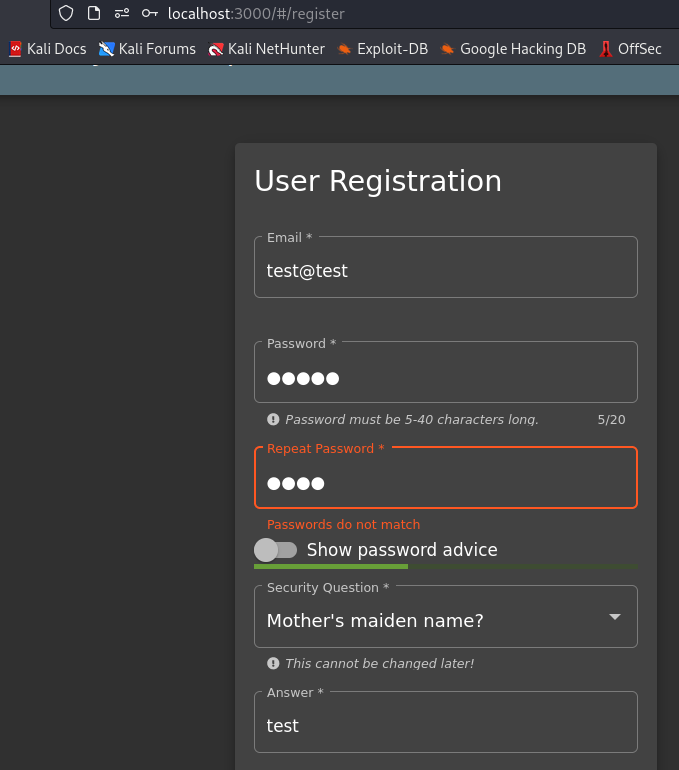 localhost:3000/#/register
Kali Docs Kali Forums Kali NetHunter Exploit-DB Google Hacking DB OffSec
User Registration
Email *
test@test
Password *
●●●●●
Password must be 5-40 characters long. 5/20
Repeat Password *
●●●●
Passwords do not match
Show password advice
Security Question *
Mother's maiden name?
This cannot be changed later!
Answer *
test